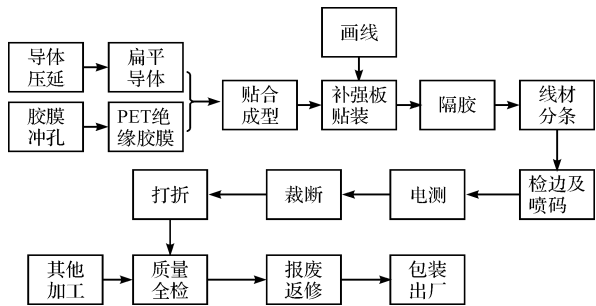 画线
导体
压延
扁平
导体
胶膜
冲孔
PET绝
缘胶膜
贴合
成型
补强板
贴装
隔胶
线材
分条
检边及
喷码
电测
裁断
打折
其他
加工
质量
全检
报废
返修
包装
出厂